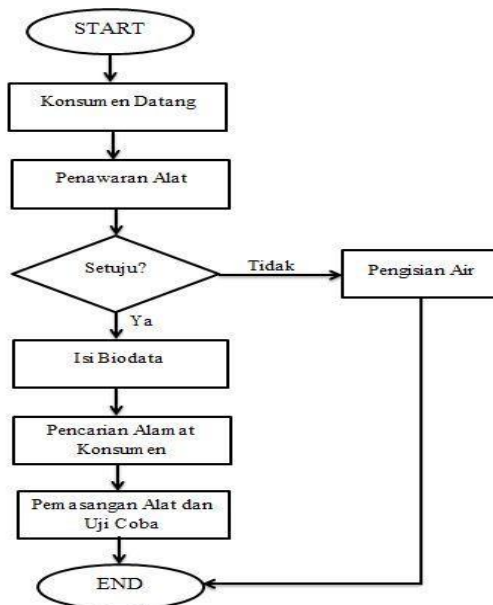 START
Konsumen Datang
Penawaran Alat
Setuju?
Tidak
Pengisian Air
Ya
Isi Biodata
Pencarian Alamat
Konsumen
Pemasangan Alat dan
Uji Coba
END